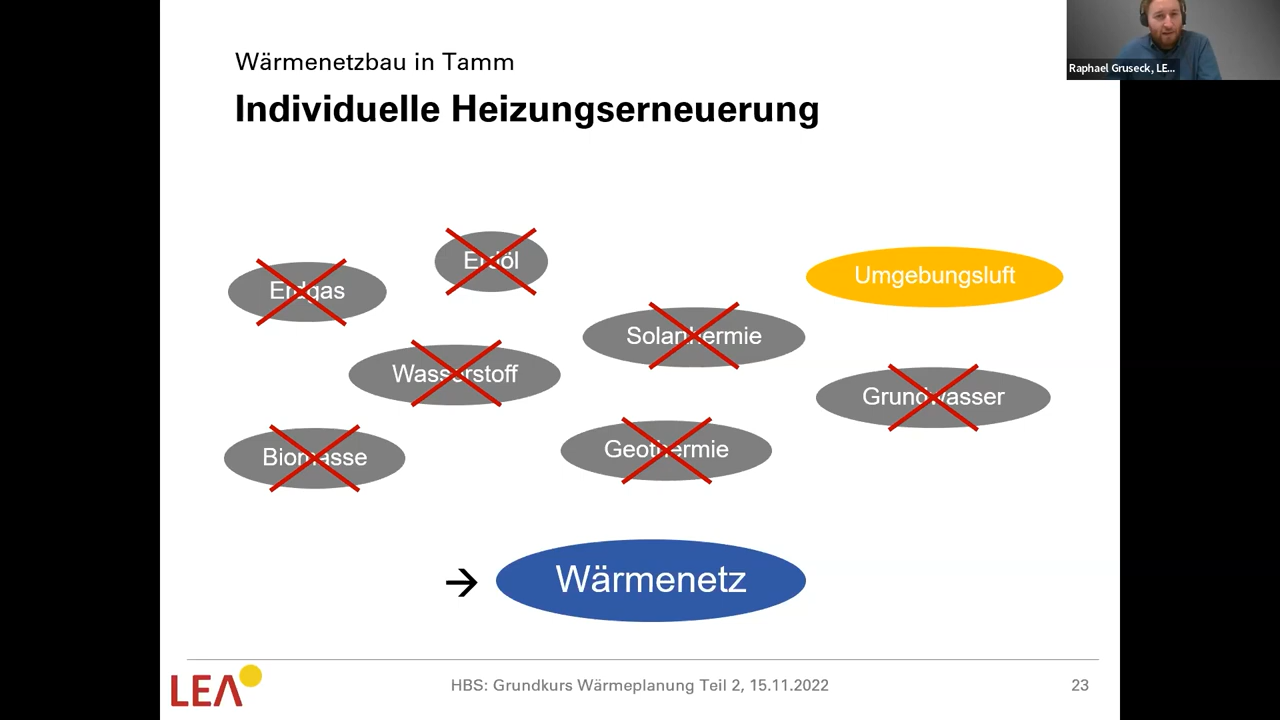 Wärmenetzbau in Tamm
Individuelle Heizungserneuerung
Raphael Gruseck, LE...
Erdöl
Erdgas
Umgebungsluft
Solarthermie
Wasserstoff
Grundwasser
Geothermie
Biomasse
→ Wärmenetz
LEA
HBS: Grundkurs Wärmeplanung Teil 2, 15.11.2022
23